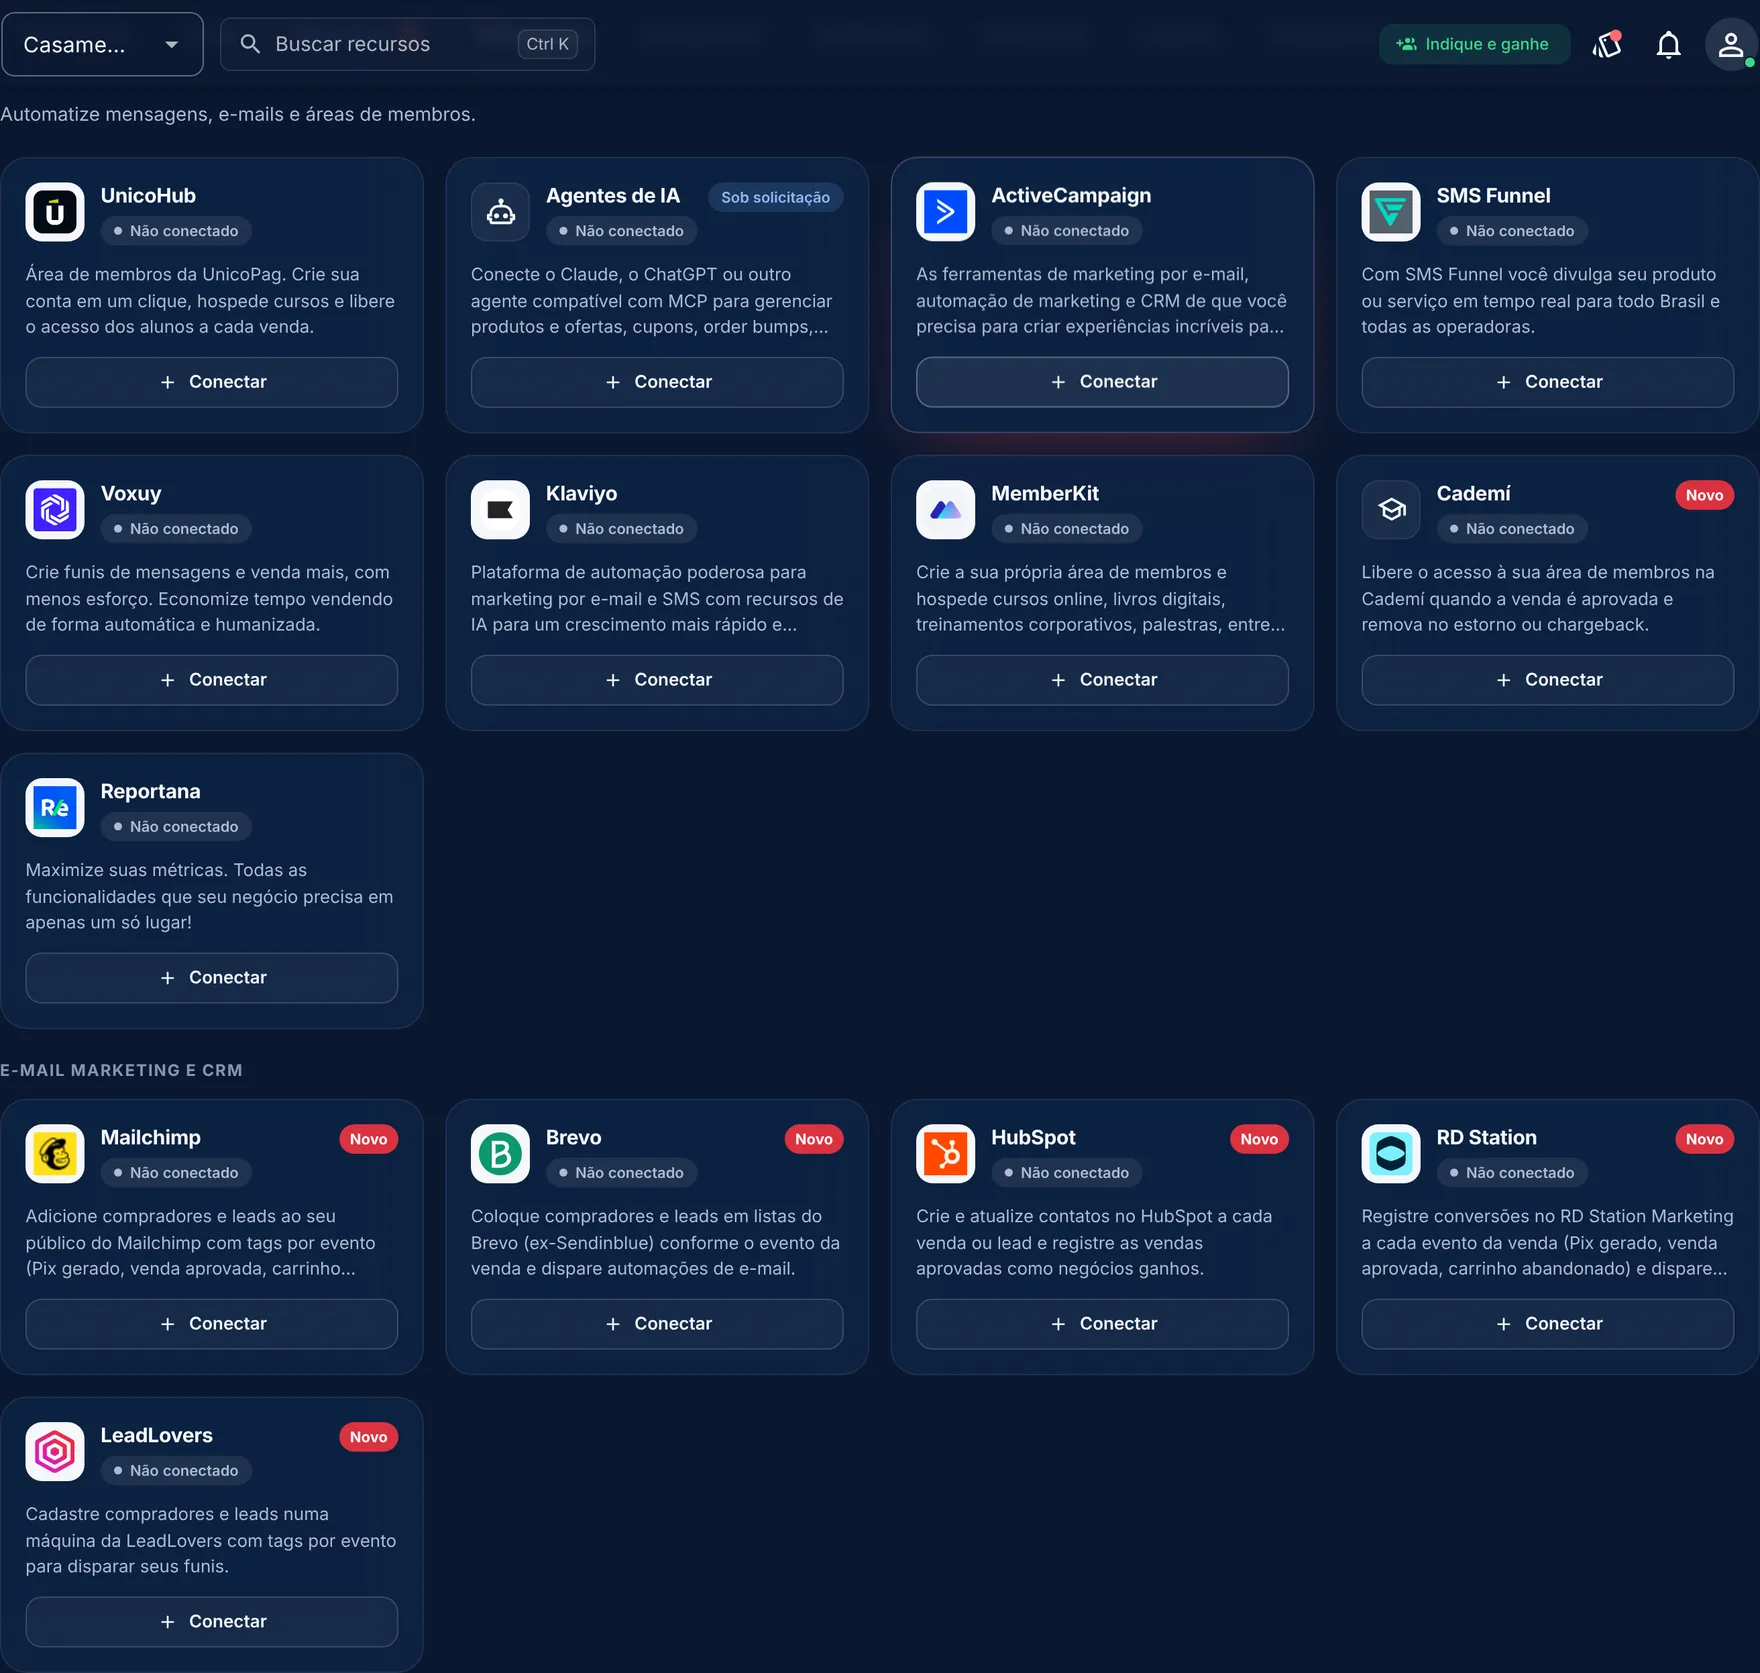 Casame...
Buscar recursos
Ctrl K
Indique e ganhe
Automatize mensagens, e-mails e áreas de membros.
UnicoHub
Não conectado
Área de membros da UnicoPag. Crie sua
conta em um clique, hospede cursos e libere
o acesso dos alunos a cada venda.
+ Conectar
Agentes de IA
Sob solicitação
Não conectado
Conecte o Claude, o ChatGPT ou outro
agente compatível com MCP para gerenciar
produtos e ofertas, cupons, order bumps,...
+ Conectar
ActiveCampaign
Não conectado
As ferramentas de marketing por e-mail,
automação de marketing e CRM de que você
precisa para criar experiências incríveis pa...
+ Conectar
SMS Funnel
Não conectado
Com SMS Funnel você divulga seu produto
ou serviço em tempo real para todo Brasil e
todas as operadoras.
+ Conectar
Voxuy
Não conectado
Crie funis de mensagens e venda mais, com
menos esforço. Economize tempo vendendo
de forma automática e humanizada.
+ Conectar
Klaviyo
Não conectado
Plataforma de automação poderosa para
marketing por e-mail e SMS com recursos de
IA para um crescimento mais rápido e...
+ Conectar
MemberKit
Não conectado
Crie a sua própria área de membros e
hospede cursos online, livros digitais,
treinamentos corporativos, palestras, entre...
+ Conectar
Cademí
Novo
Não conectado
Libere o acesso à sua área de membros na
Cademí quando a venda é aprovada e
remova no estorno ou chargeback.
+ Conectar
Re
Reportana
Não conectado
Maximize suas métricas. Todas as
funcionalidades que seu negócio precisa em
apenas um só lugar!
+ Conectar
E-MAIL MARKETING E CRM
Mailchimp
Novo
Não conectado
Adicione compradores e leads ao seu
público do Mailchimp com tags por evento
(Pix gerado, venda aprovada, carrinho...
+ Conectar
B
Brevo
Novo
Não conectado
Coloque compradores e leads em listas do
Brevo (ex-Sendinblue) conforme o evento da
venda e dispare automações de e-mail.
+ Conectar
HubSpot
Novo
Não conectado
Crie e atualize contatos no HubSpot a cada
venda ou lead e registre as vendas
aprovadas como negócios ganhos.
+ Conectar
RD Station
Novo
Não conectado
Registre conversões no RD Station Marketing
a cada evento da venda (Pix gerado, venda
aprovada, carrinho abandonado) e dispare...
+ Conectar
LeadLovers
Novo
Não conectado
Cadastre compradores e leads numa
máquina da LeadLovers com tags por evento
para disparar seus funis.
+ Conectar